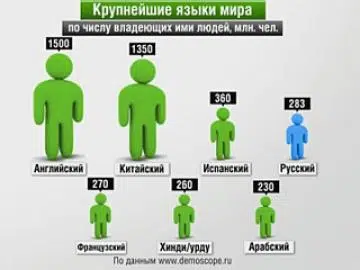 Крупнейшие языки мира
по числу владеющих ими людей, млн. чел.
1500
1350
360
283
Английский
Китайский
Испанский
Русский
270
260
230
Французский
Хинди/урду
Арабский
По данным www.demoscope.ru